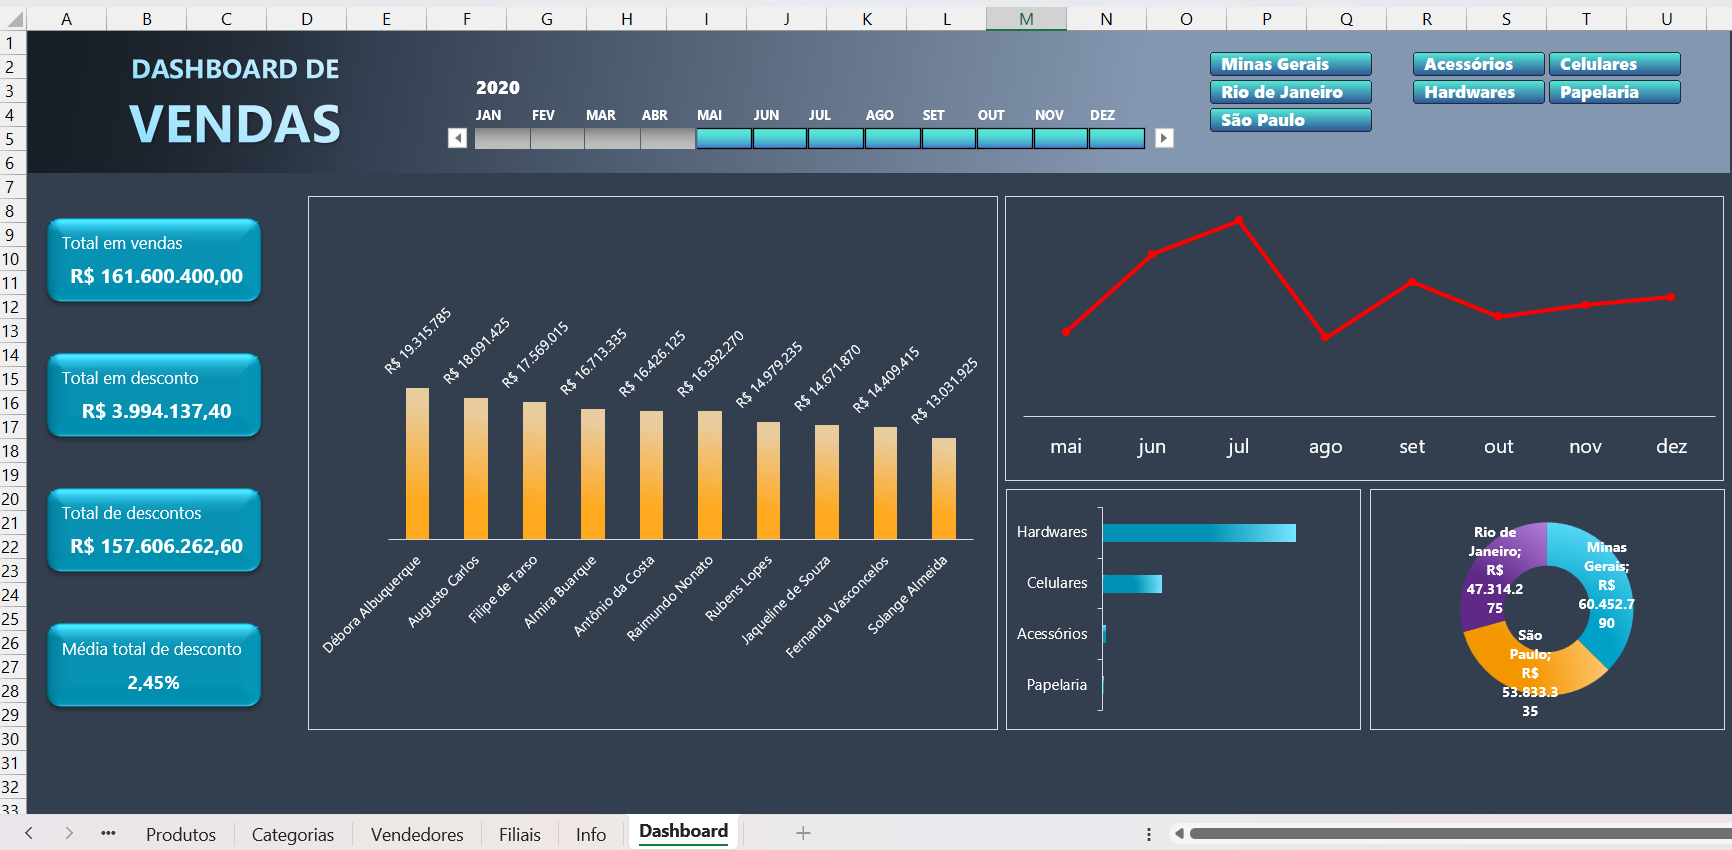 A B C D E F G H I J K L M N O P Q R S T U
1
2
3
4
5
6
7
8
9
10
11
12
13
14
15
16
17
18
19
20
21
22
23
24
25
26
27
28
29
30
31
32
33
DASHBOARD DE
VENDAS
2020
JAN FEV MAR ABR MAI JUN JUL AGO SET OUT NOV DEZ
Minas Gerais
Rio de Janeiro
São Paulo
Acessórios Celulares
Hardwares Papelaria
Total em vendas
R$ 161.600.400,00
Total em desconto
R$ 3.994.137,40
Total de descontos
R$ 157.606.262,60
Média total de desconto
2,45%
R$ 19.315.785
R$ 18.091.425
R$ 17.569.015
R$ 16.713.335
R$ 16.426.125
R$ 16.392.270
R$ 14.979.235
R$ 14.671.870
R$ 14.409.415
R$ 13.031.925
Débora Albuquerque
Augusto Carlos
Filipe de Tarso
Almira Buarque
Antônio da Costa
Raimundo Nonato
Rubens Lopes
Jaqueline de Souza
Fernanda Vasconcelos
Solange Almeida
mai jun jul ago set out nov dez
Hardwares
Celulares
Acessórios
Papelaria
Rio de
Janeiro;
R$
47.314.2
75
Minas
Gerais;
R$
60.452.7
90
São
Paulo;
R$
53.833.3
35
Produtos Categorias Vendedores Filiais Info Dashboard